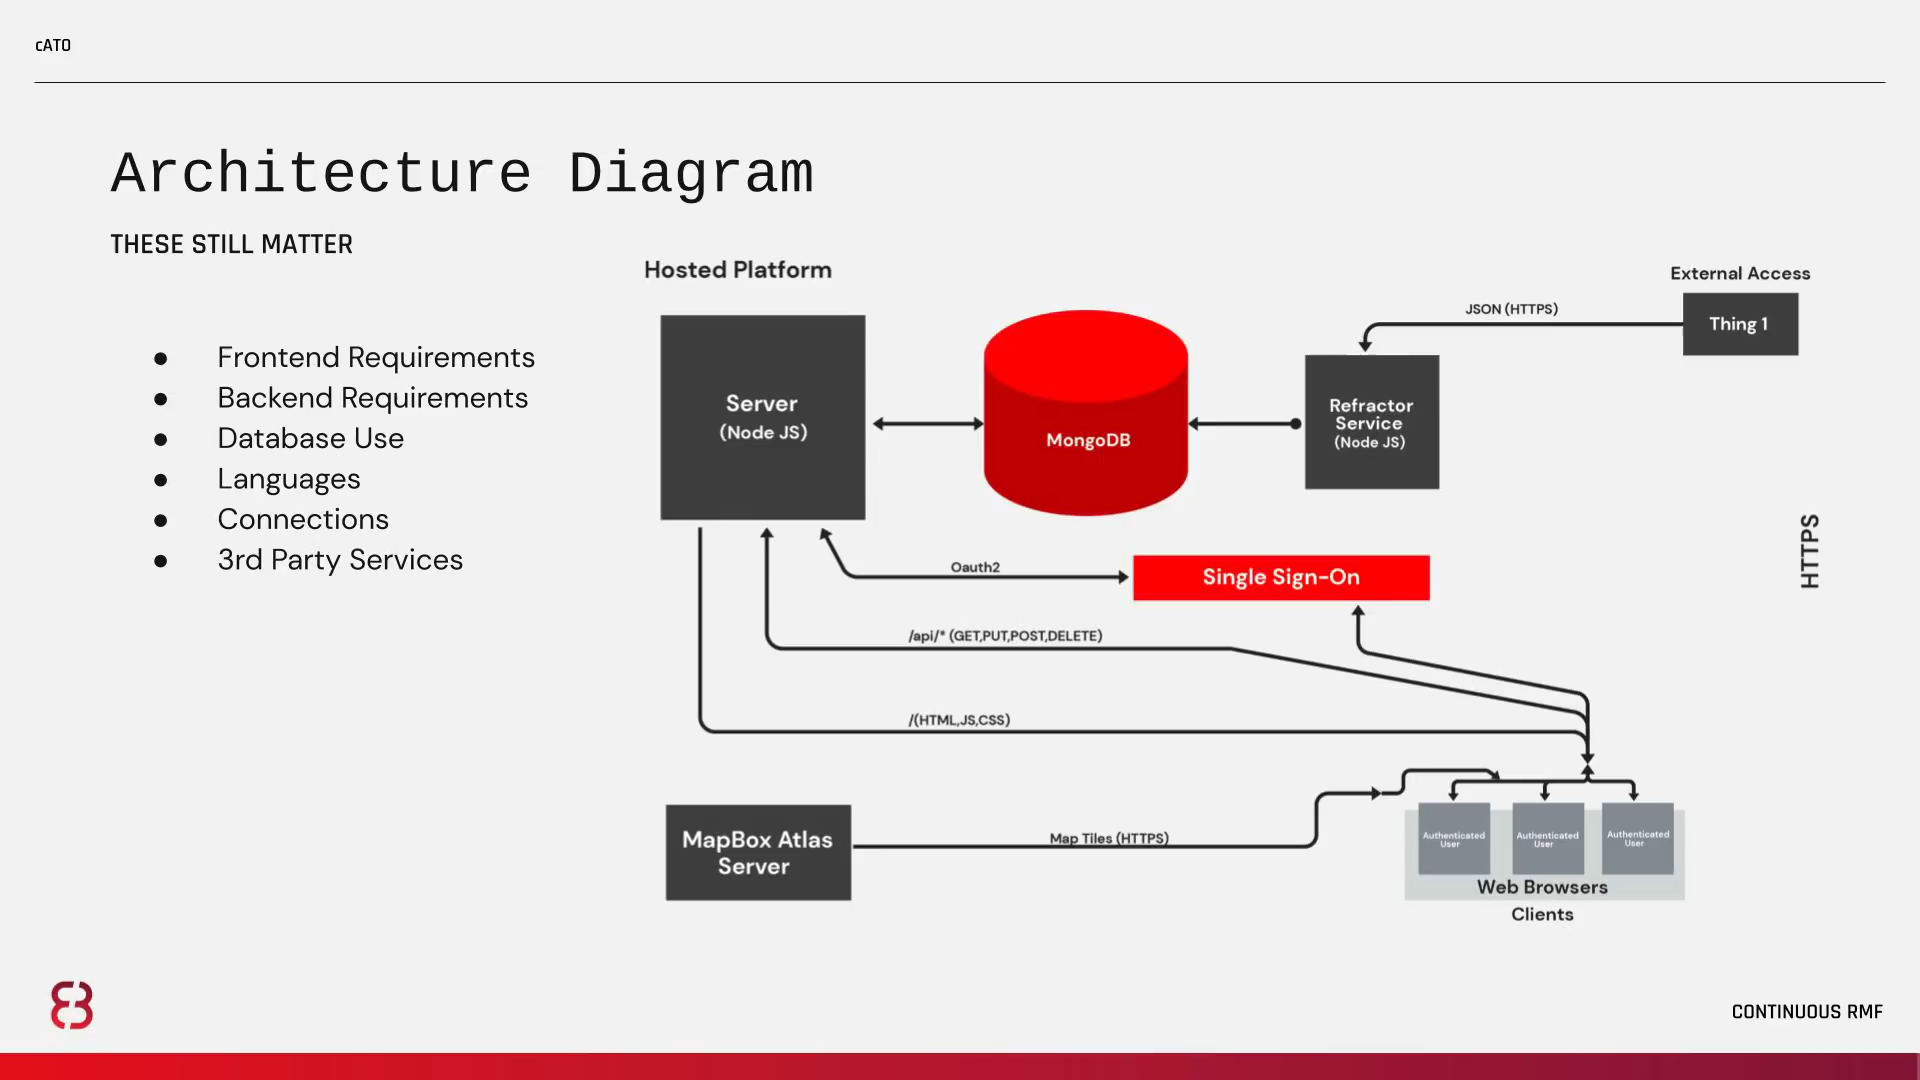 cATO
Architecture Diagram
THESE STILL MATTER
● Frontend Requirements
● Backend Requirements
● Database Use
● Languages
● Connections
● 3rd Party Services
Hosted Platform
External Access
Thing 1
JSON (HTTPS)
Server
(Node JS)
MongoDB
Refractor
Service
(Node JS)
HTTPS
Oauth2
Single Sign-On
/api/* (GET,PUT,POST,DELETE)
/(HTML,JS,CSS)
MapBox Atlas
Server
Map Tiles (HTTPS)
Authenticated
User
Authenticated
User
Authenticated
User
Web Browsers
Clients
CONTINUOUS RMF